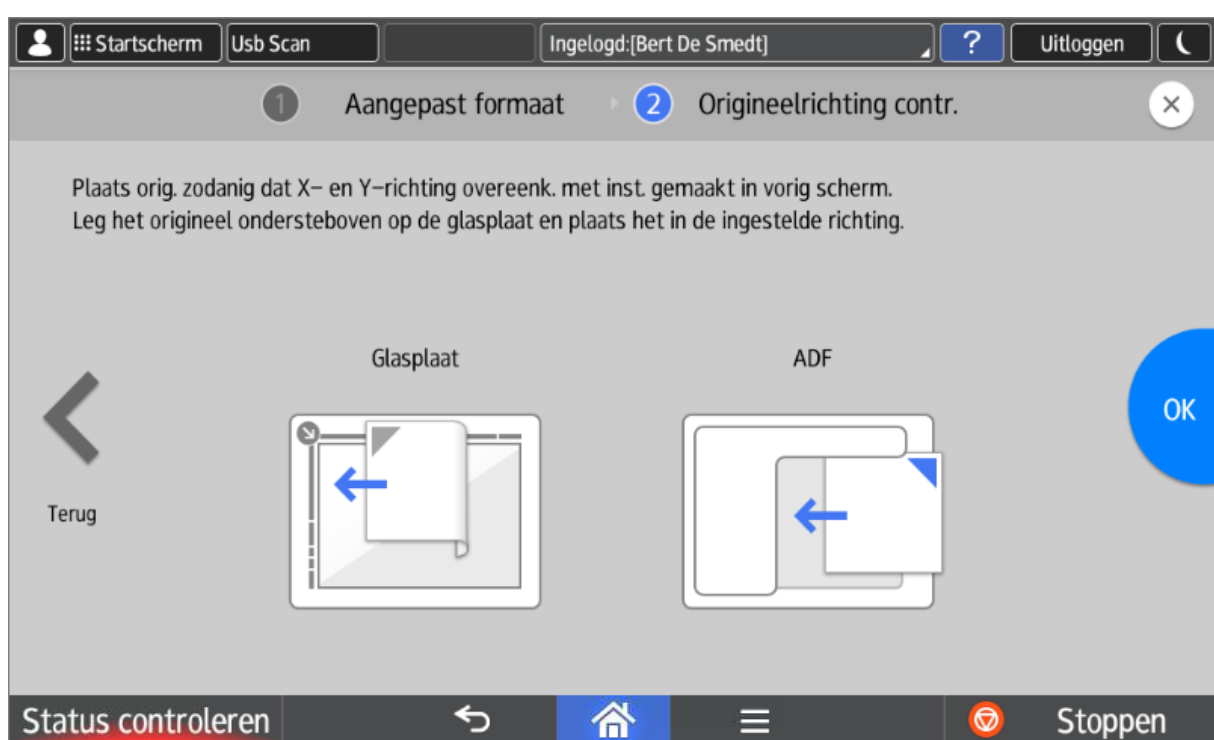 Startscherm
Usb Scan
Ingelogd:[Bert De Smedt]
?
Uitloggen
1 Aangepast formaat
2 Origineelrichting contr.
Plaats orig. zodanig dat X- en Y-richting overeenk. met inst. gemaakt in vorig scherm.
Leg het origineel ondersteboven op de glasplaat en plaats het in de ingestelde richting.
Glasplaat
ADF
OK
Terug
Status controleren
Stoppen